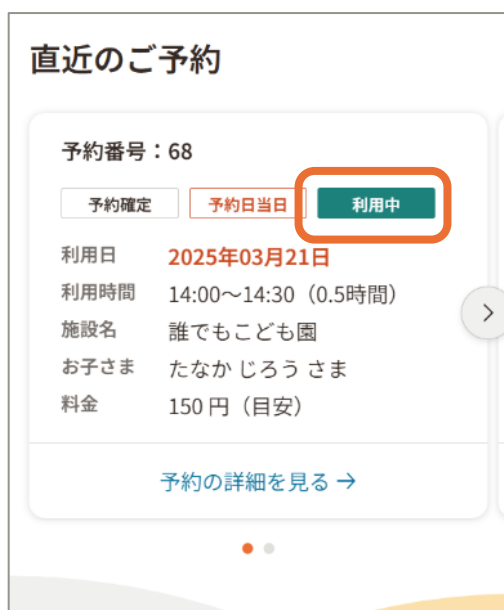 直近のご予約
予約番号：68
予約確定 予約日当日 利用中
利用日 2025年03月21日
利用時間 14:00〜14:30（0.5時間）
施設名 誰でもこども園
お子さま たなか じろう さま
料金 150 円（目安）
予約の詳細を見る →